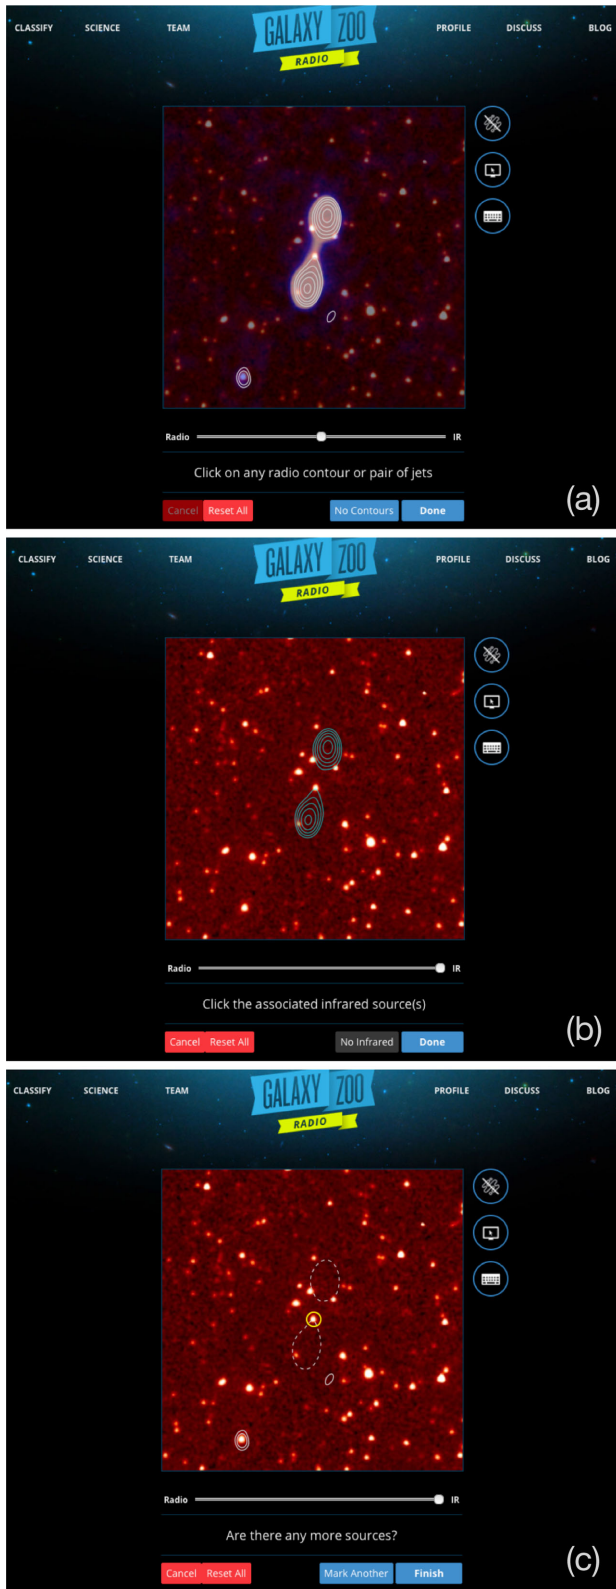 CLASSIFY SCIENCE TEAM GALAXY ZOO PROFILE DISCUSS BLOG
RADIO
Radio IR
Click on any radio contour or pair of jets
Cancel Reset All No Contours Done
(a)
CLASSIFY SCIENCE TEAM GALAXY ZOO PROFILE DISCUSS BLOG
RADIO
Radio IR
Click the associated infrared source(s)
Cancel Reset All No Infrared Done
(b)
CLASSIFY SCIENCE TEAM GALAXY ZOO PROFILE DISCUSS BLOG
RADIO
Radio IR
Are there any more sources?
Cancel Reset All Mark Another Finish
(c)